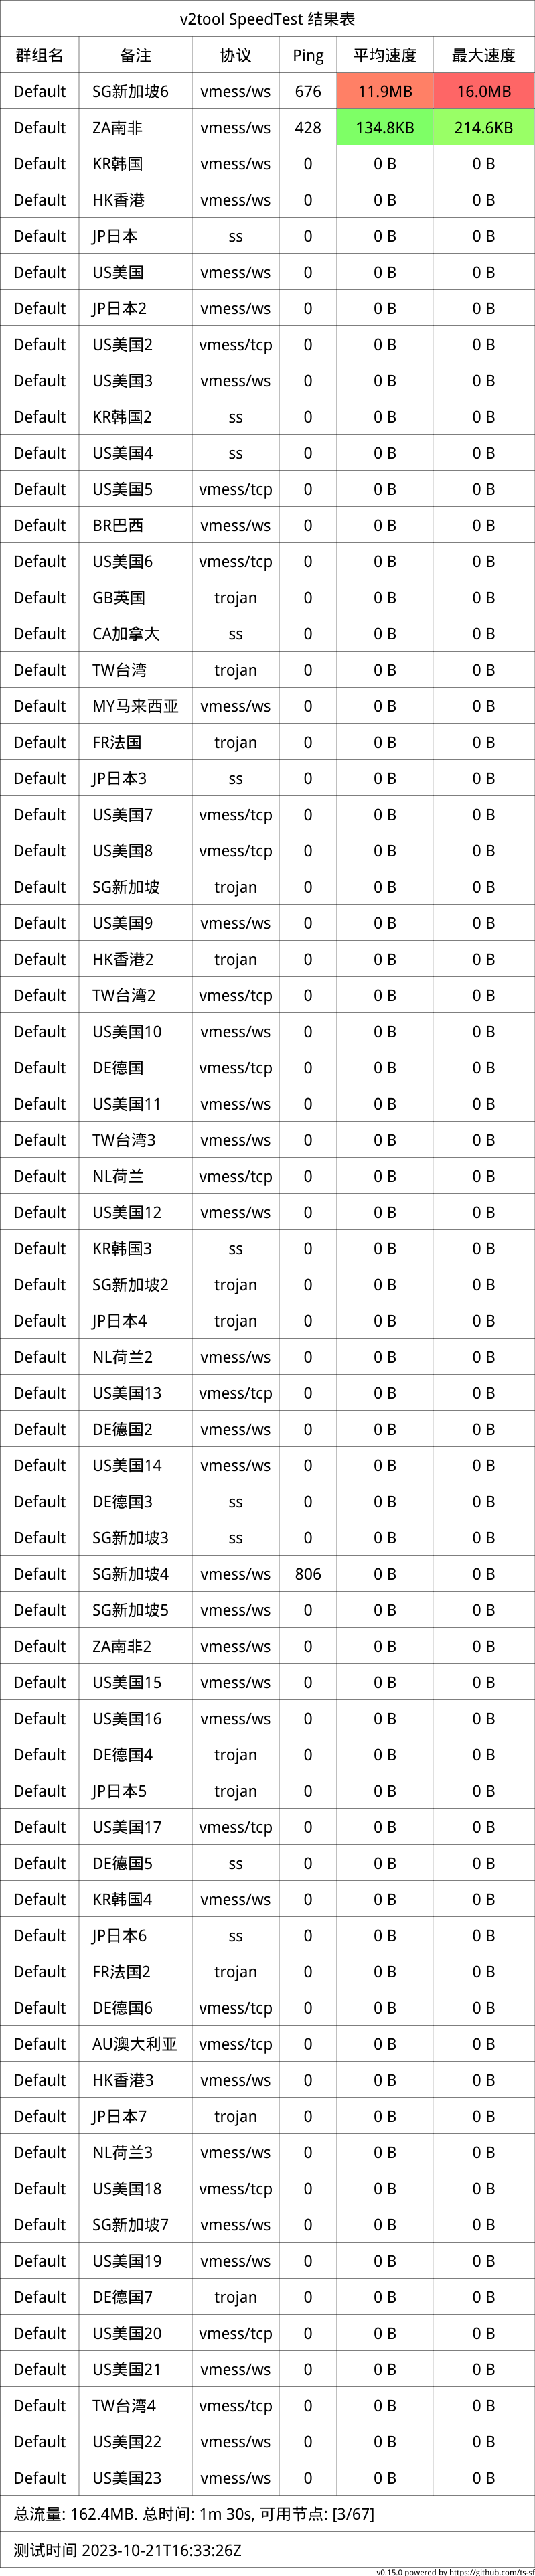 v2tool SpeedTest 结果表
群组名 备注 协议 Ping 平均速度 最大速度
Default SG新加坡6 vmess/ws 676 11.9MB 16.0MB
Default ZA南非 vmess/ws 428 134.8KB 214.6KB
Default KR韩国 vmess/ws 0 0 B 0 B
Default HK香港 vmess/ws 0 0 B 0 B
Default JP日本 ss 0 0 B 0 B
Default US美国 vmess/ws 0 0 B 0 B
Default JP日本2 vmess/ws 0 0 B 0 B
Default US美国2 vmess/tcp 0 0 B 0 B
Default US美国3 vmess/ws 0 0 B 0 B
Default KR韩国2 ss 0 0 B 0 B
Default US美国4 ss 0 0 B 0 B
Default US美国5 vmess/tcp 0 0 B 0 B
Default BR巴西 vmess/ws 0 0 B 0 B
Default US美国6 vmess/tcp 0 0 B 0 B
Default GB英国 trojan 0 0 B 0 B
Default CA加拿大 ss 0 0 B 0 B
Default TW台湾 trojan 0 0 B 0 B
Default MY马来西亚 vmess/ws 0 0 B 0 B
Default FR法国 trojan 0 0 B 0 B
Default JP日本3 ss 0 0 B 0 B
Default US美国7 vmess/tcp 0 0 B 0 B
Default US美国8 vmess/tcp 0 0 B 0 B
Default SG新加坡 trojan 0 0 B 0 B
Default US美国9 vmess/ws 0 0 B 0 B
Default HK香港2 trojan 0 0 B 0 B
Default TW台湾2 vmess/tcp 0 0 B 0 B
Default US美国10 vmess/ws 0 0 B 0 B
Default DE德国 vmess/tcp 0 0 B 0 B
Default US美国11 vmess/ws 0 0 B 0 B
Default TW台湾3 vmess/ws 0 0 B 0 B
Default NL荷兰 vmess/tcp 0 0 B 0 B
Default US美国12 vmess/ws 0 0 B 0 B
Default KR韩国3 ss 0 0 B 0 B
Default SG新加坡2 trojan 0 0 B 0 B
Default JP日本4 trojan 0 0 B 0 B
Default NL荷兰2 vmess/ws 0 0 B 0 B
Default US美国13 vmess/tcp 0 0 B 0 B
Default DE德国2 vmess/ws 0 0 B 0 B
Default US美国14 vmess/ws 0 0 B 0 B
Default DE德国3 ss 0 0 B 0 B
Default SG新加坡3 ss 0 0 B 0 B
Default SG新加坡4 vmess/ws 806 0 B 0 B
Default SG新加坡5 vmess/ws 0 0 B 0 B
Default ZA南非2 vmess/ws 0 0 B 0 B
Default US美国15 vmess/ws 0 0 B 0 B
Default US美国16 vmess/ws 0 0 B 0 B
Default DE德国4 trojan 0 0 B 0 B
Default JP日本5 trojan 0 0 B 0 B
Default US美国17 vmess/tcp 0 0 B 0 B
Default DE德国5 ss 0 0 B 0 B
Default KR韩国4 vmess/ws 0 0 B 0 B
Default JP日本6 ss 0 0 B 0 B
Default FR法国2 trojan 0 0 B 0 B
Default DE德国6 vmess/tcp 0 0 B 0 B
Default AU澳大利亚 vmess/tcp 0 0 B 0 B
Default HK香港3 vmess/ws 0 0 B 0 B
Default JP日本7 trojan 0 0 B 0 B
Default NL荷兰3 vmess/ws 0 0 B 0 B
Default US美国18 vmess/tcp 0 0 B 0 B
Default SG新加坡7 vmess/ws 0 0 B 0 B
Default US美国19 vmess/ws 0 0 B 0 B
Default DE德国7 trojan 0 0 B 0 B
Default US美国20 vmess/tcp 0 0 B 0 B
Default US美国21 vmess/ws 0 0 B 0 B
Default TW台湾4 vmess/tcp 0 0 B 0 B
Default US美国22 vmess/ws 0 0 B 0 B
Default US美国23 vmess/ws 0 0 B 0 B
总流量: 162.4MB. 总时间: 1m 30s, 可用节点: [3/67]
测试时间 2023-10-21T16:33:26Z
v0.15.0 powered by https://github.com/ts-sf